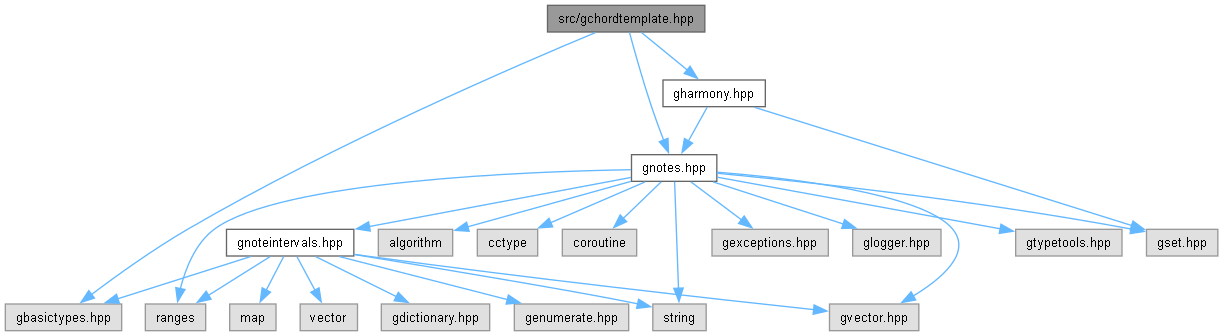 src/gchordtemplate.hpp
gharmony.hpp
gnotes.hpp
gnoteintervals.hpp
algorithm
cctype
coroutine
gexceptions.hpp
glogger.hpp
gtypetools.hpp
gset.hpp
gbasictypes.hpp
ranges
map
vector
gdictionary.hpp
genumerate.hpp
string
gvector.hpp